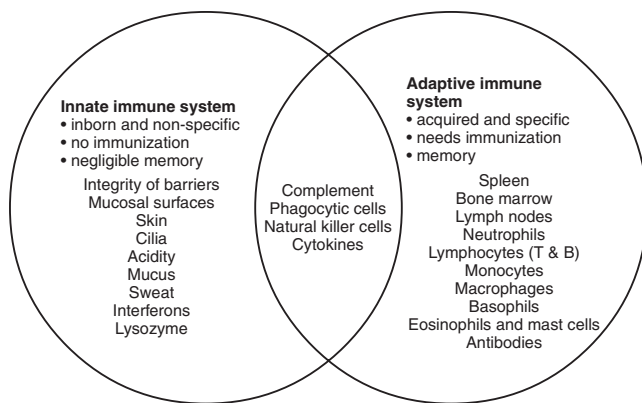 Innate immune system
• inborn and non-specific
• no immunization
• negligible memory
Integrity of barriers
Mucosal surfaces
Skin
Cilia
Acidity
Mucus
Sweat
Interferons
Lysozyme
Complement
Phagocytic cells
Natural killer cells
Cytokines
Adaptive immune
system
• acquired and specific
• needs immunization
• memory
Spleen
Bone marrow
Lymph nodes
Neutrophils
Lymphocytes (T & B)
Monocytes
Macrophages
Basophils
Eosinophils and mast cells
Antibodies